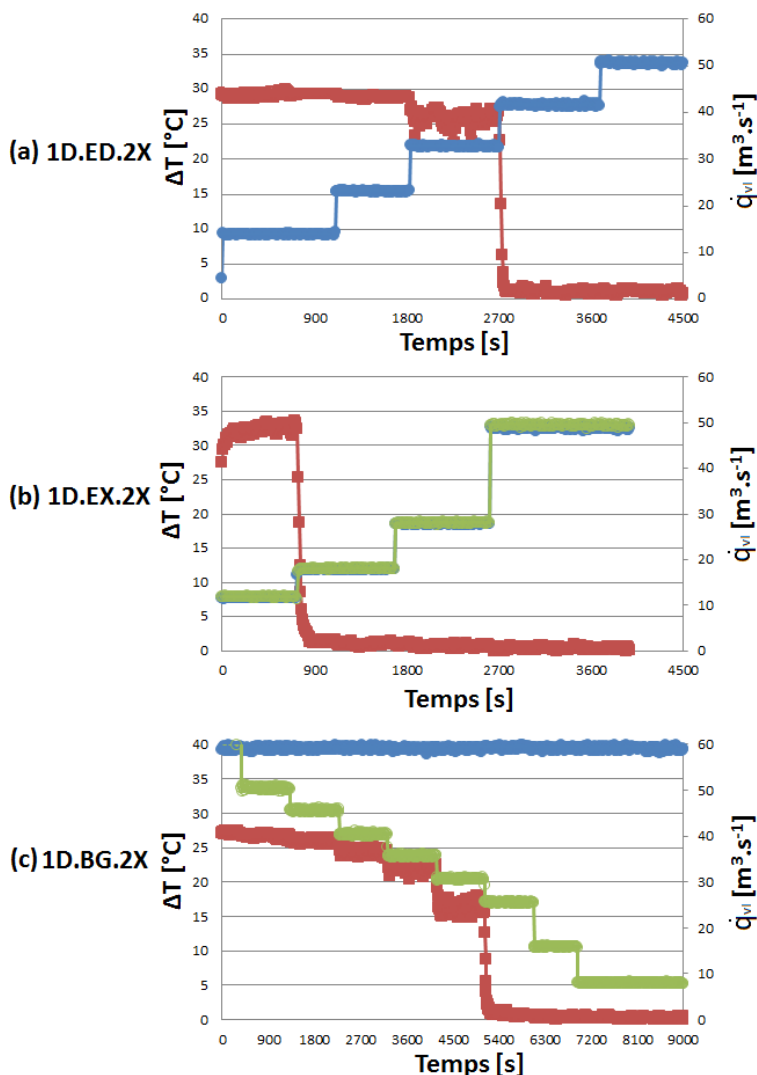 40 60
35 50
30 40
25
20 30
15 20
10
5 10
0 0
0 900 1800 2700 3600 4500
(a) 1D.ED.2X
ΔT [°C]
q̇vl [m³.s⁻¹]
Temps [s]
40 60
35 50
30 40
25
20 30
15 20
10
5 10
0 0
0 900 1800 2700 3600 4500
(b) 1D.EX.2X
ΔT [°C]
q̇vl [m³.s⁻¹]
Temps [s]
40 60
35 50
30 40
25
20 30
15 20
10
5 10
0 0
0 900 1800 2700 3600 4500 5400 6300 7200 8100 9000
(c) 1D.BG.2X
ΔT [°C]
q̇vl [m³.s⁻¹]
Temps [s]